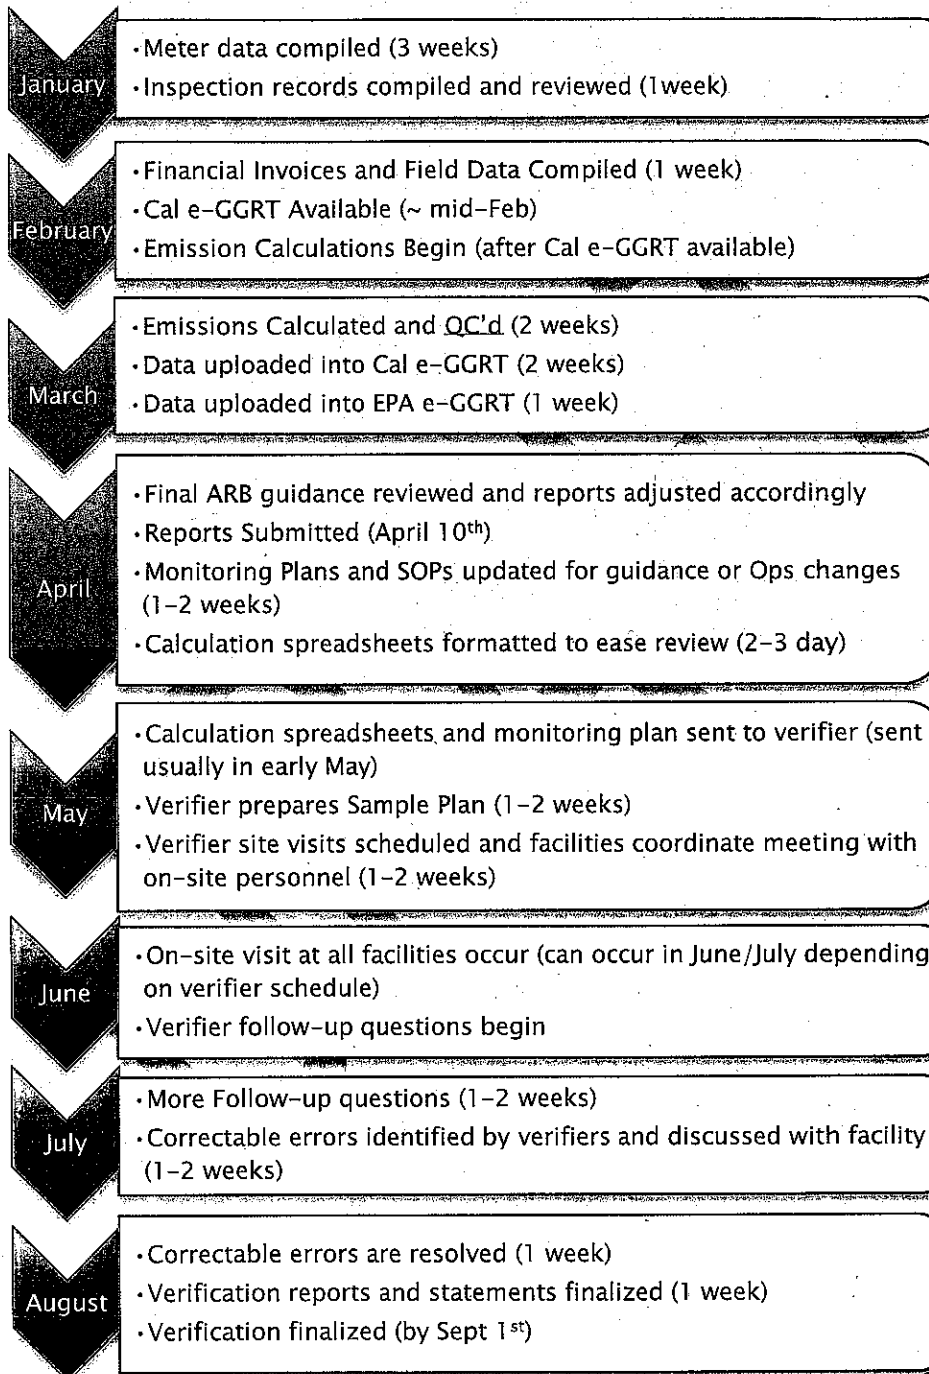 January
·Meter data compiled (3 weeks)
·Inspection records compiled and reviewed (1week)
February
·Financial Invoices and Field Data Compiled (1 week)
·Cal e-GGRT Available (~ mid-Feb)
·Emission Calculations Begin (after Cal e-GGRT available)
March
·Emissions Calculated and QC'd (2 weeks)
·Data uploaded into Cal e-GGRT (2 weeks)
·Data uploaded into EPA e-GGRT (1 week)
April
·Final ARB guidance reviewed and reports adjusted accordingly
·Reports Submitted (April 10th)
·Monitoring Plans and SOPs updated for guidance or Ops changes
(1-2 weeks)
·Calculation spreadsheets formatted to ease review (2-3 day)
May
·Calculation spreadsheets and monitoring plan sent to verifier (sent
usually in early May)
·Verifier prepares Sample Plan (1-2 weeks)
·Verifier site visits scheduled and facilities coordinate meeting with
on-site personnel (1-2 weeks)
June
·On-site visit at all facilities occur (can occur in June/July depending
on verifier schedule)
·Verifier follow-up questions begin
July
·More Follow-up questions (1-2 weeks)
·Correctable errors identified by verifiers and discussed with facility
(1-2 weeks)
August
·Correctable errors are resolved (1 week)
·Verification reports and statements finalized (1 week)
·Verification finalized (by Sept 1st)